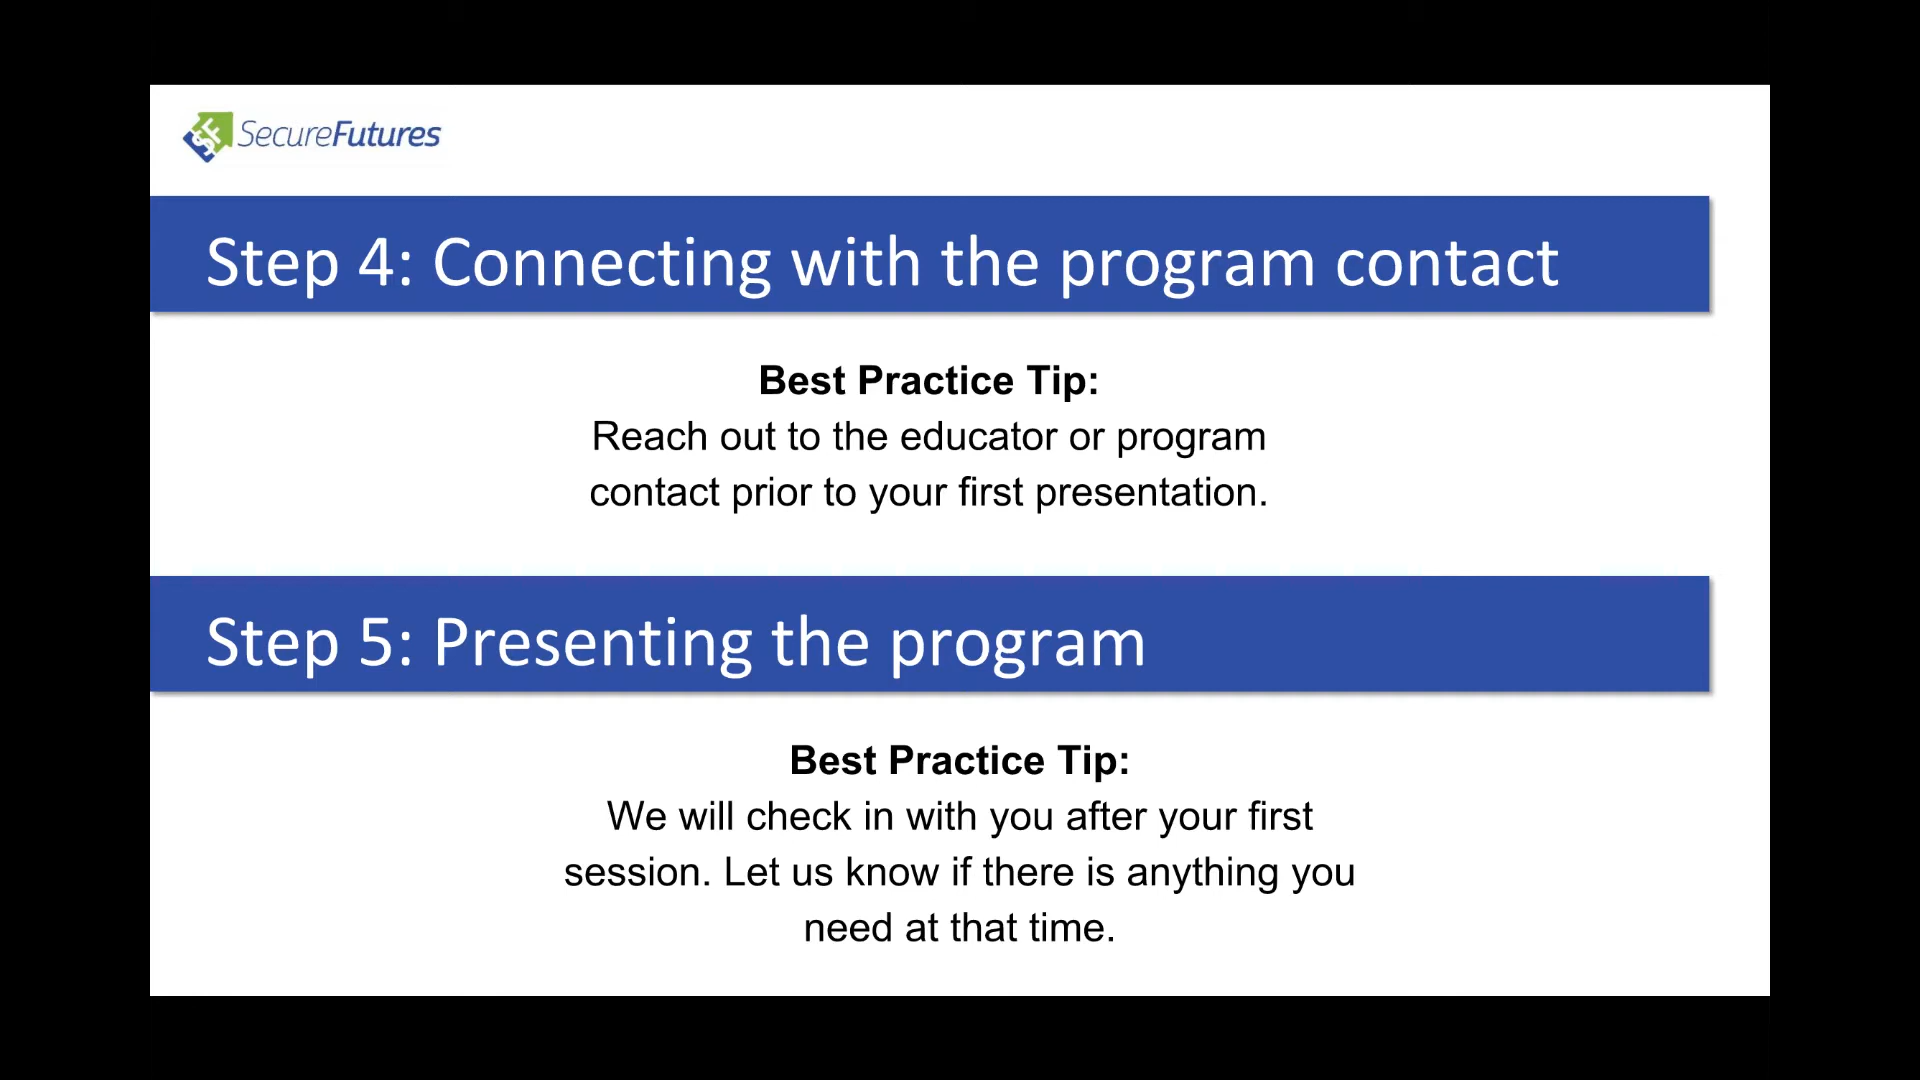 SecureFutures
Step 4: Connecting with the program contact
Best Practice Tip:
Reach out to the educator or program
contact prior to your first presentation.
Step 5: Presenting the program
Best Practice Tip:
We will check in with you after your first
session. Let us know if there is anything you
need at that time.